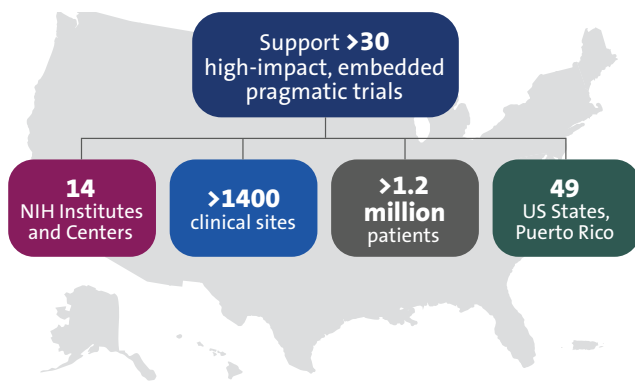 Support >30
high-impact, embedded
pragmatic trials
14
NIH Institutes
and Centers
>1400
clinical sites
>1.2
million
patients
49
US States,
Puerto Rico